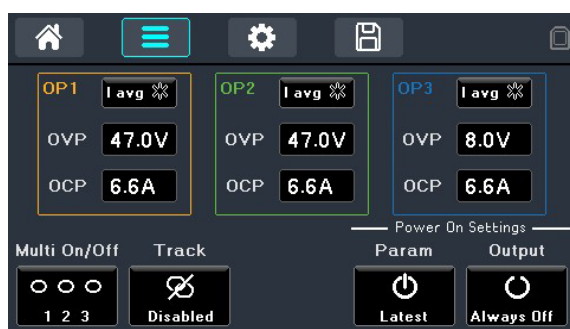 OP1 I avg
OVP 47.0V
OCP 6.6A
OP2 I avg
OVP 47.0V
OCP 6.6A
OP3 I avg
OVP 8.0V
OCP 6.6A
Power On Settings
Multi On/Off Track Param Output
1 2 3 Disabled Latest Always Off